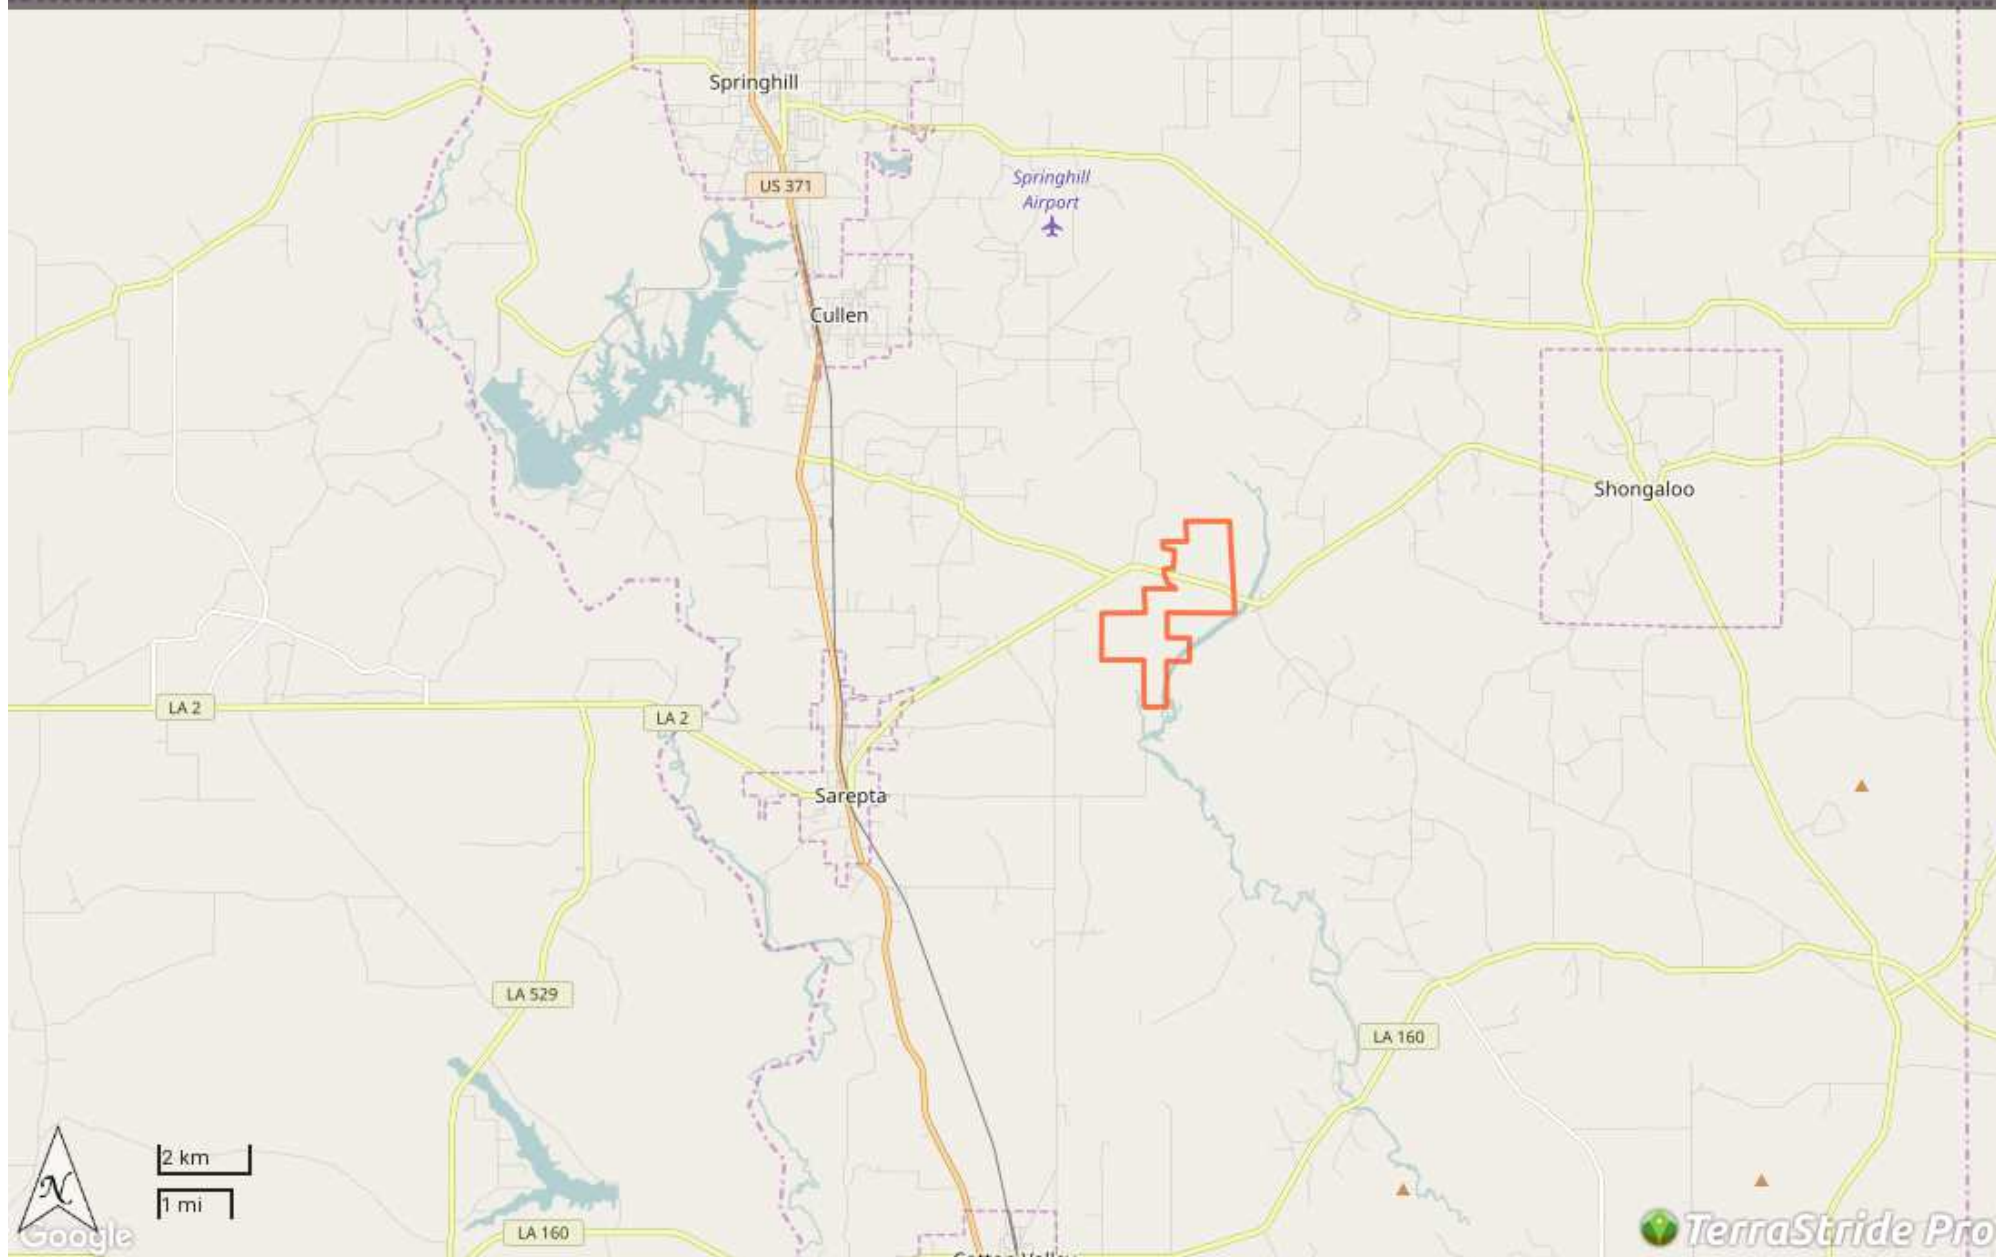 Springhill
US 371
Springhill
Airport
Cullen
Shongaloo
LA 2
LA 2
Sarepta
LA 529
LA 160
N
2 km
1 mi
LA 160
Google
TerraStride Pro